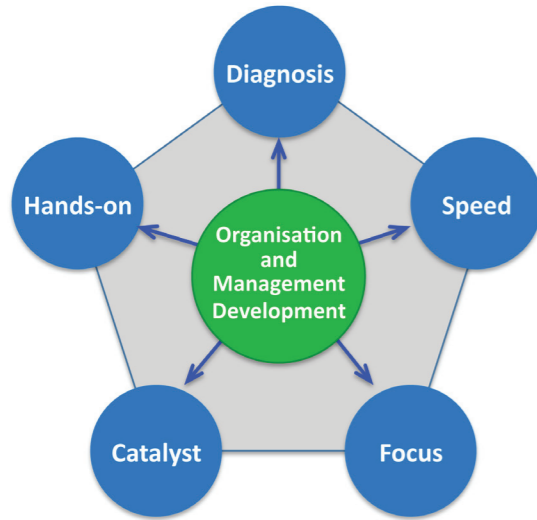 Diagnosis
Hands-on
Speed
Organisation
and
Management
Development
Catalyst
Focus